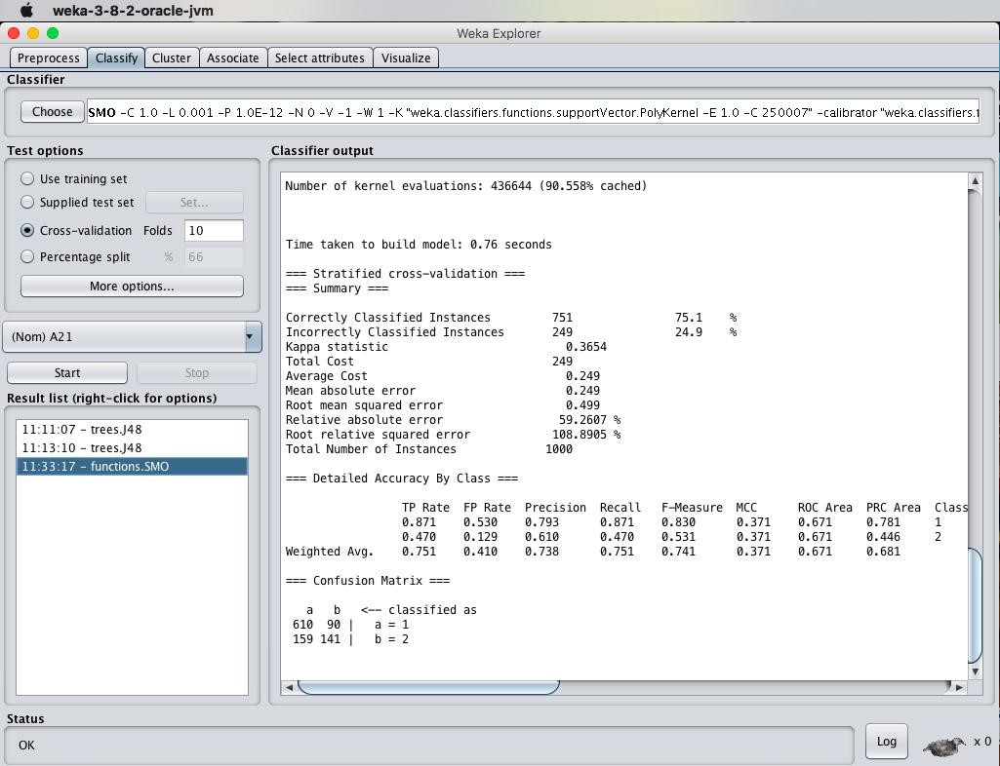 weka-3-8-2-oracle-jvm
Weka Explorer
Preprocess Classify Cluster Associate Select attributes Visualize
Classifier
Choose SMO -C 1.0 -L 0.001 -P 1.0E-12 -N 0 -V -1 -W 1 -K "weka.classifiers.functions.supportVector.PolyKernel -E 1.0 -C 250007" -calibrator "weka.classifiers.f
Test options
Use training set
Supplied test set Set...
Cross-validation Folds 10
Percentage split % 66
More options...
(Nom) A21
Start Stop
Result list (right-click for options)
11:11:07 - trees.J48
11:13:10 - trees.J48
11:33:17 - functions.SMO
Classifier output
Number of kernel evaluations: 436644 (90.558% cached)
Time taken to build model: 0.76 seconds
=== Stratified cross-validation ===
=== Summary ===
Correctly Classified Instances 751 75.1 %
Incorrectly Classified Instances 249 24.9 %
Kappa statistic 0.3654
Total Cost 249
Average Cost 0.249
Mean absolute error 0.249
Root mean squared error 0.499
Relative absolute error 59.2607 %
Root relative squared error 108.8905 %
Total Number of Instances 1000
=== Detailed Accuracy By Class ===
TP Rate FP Rate Precision Recall F-Measure MCC ROC Area PRC Area Class
0.871 0.530 0.793 0.871 0.830 0.371 0.671 0.781 1
0.470 0.129 0.610 0.470 0.531 0.371 0.671 0.446 2
Weighted Avg. 0.751 0.410 0.738 0.751 0.741 0.371 0.671 0.681
=== Confusion Matrix ===
a b <-- classified as
610 90 | a = 1
159 141 | b = 2
Status
OK
Log x 0